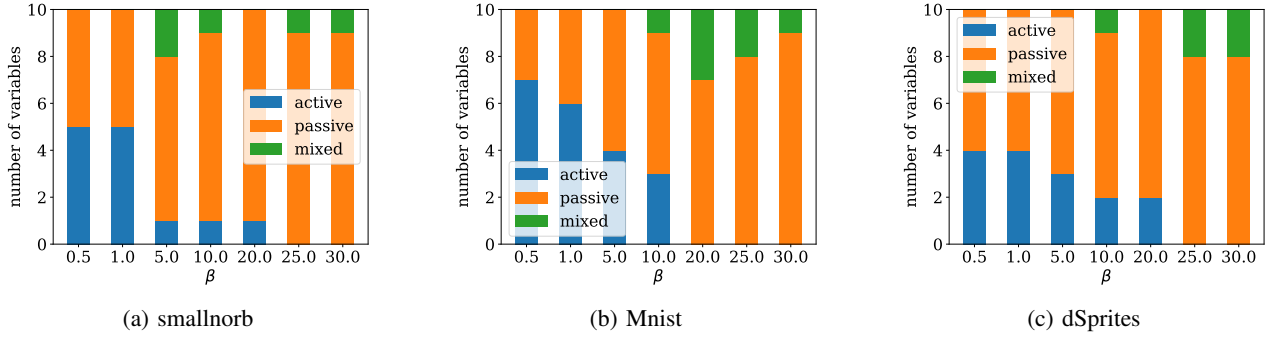 10
8
6
4
2
0
number of variables
active
passive
mixed
0.5 1.0 5.0 10.0 20.0 25.0 30.0
β
(a) smallnorb
10
8
6
4
2
0
number of variables
active
passive
mixed
0.5 1.0 5.0 10.0 20.0 25.0 30.0
β
(b) Mnist
10
8
6
4
2
0
number of variables
active
passive
mixed
0.5 1.0 5.0 10.0 20.0 25.0 30.0
β
(c) dSprites